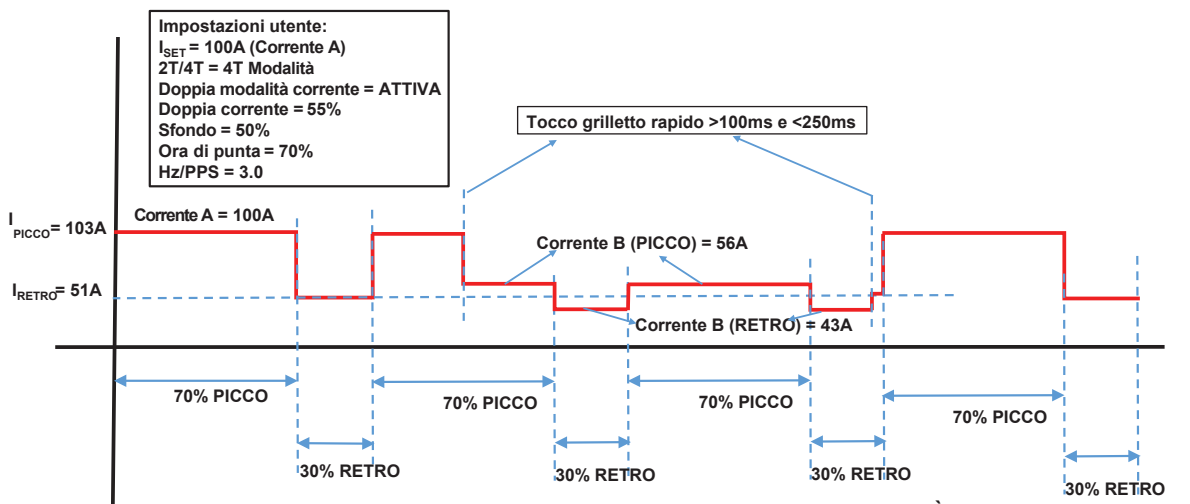 Impostazioni utente:
ISET = 100A (Corrente A)
2T/4T = 4T Modalità
Doppia modalità corrente = ATTIVA
Doppia corrente = 55%
Sfondo = 50%
Ora di punta = 70%
Hz/PPS = 3.0
Tocco grilletto rapido >100ms e <250ms
I PICCO = 103A
Corrente A = 100A
Corrente B (PICCO) = 56A
IRETRO = 51A
Corrente B (RETRO) = 43A
70% PICCO
70% PICCO
70% PICCO
70% PICCO
30% RETRO
30% RETRO
30% RETRO
30% RETRO